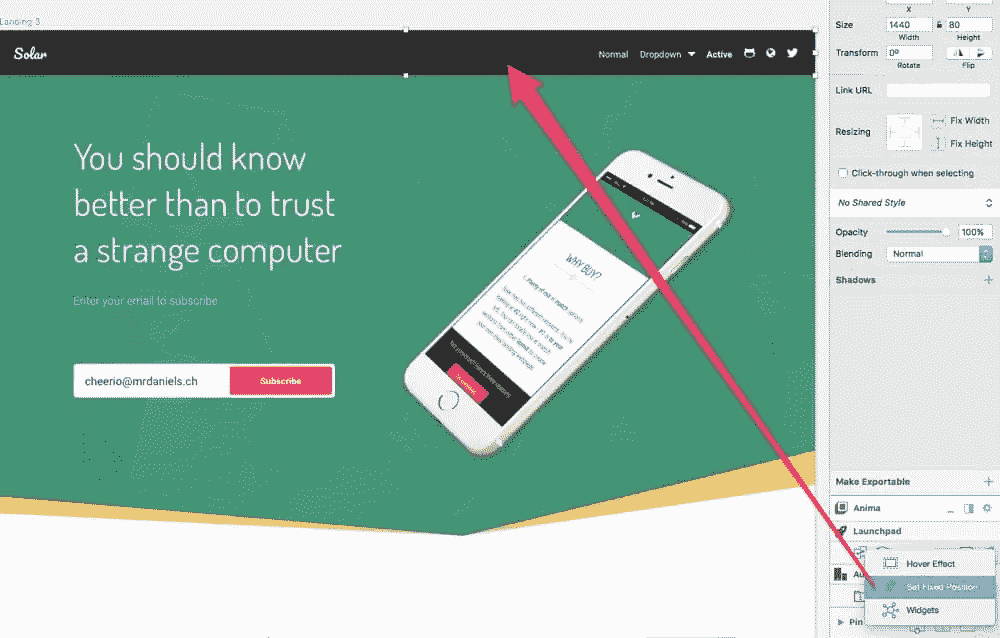 Landing 3
Solar
Normal Dropdown Active
You should know
better than to trust
a strange computer
Enter your email to subscribe
cheerio@mrdaniels.ch Subscribe
WHY BUY?
X Y
Size 1440 80
Width Height
Transform 0º
Rotate Flip
Link URL
Resizing
Fix Width
Fix Height
Click-through when selecting
No Shared Style
Opacity 100%
Blending Normal
Shadows
Make Exportable
Anima
Launchpad
Hover Effect
Set Fixed Position
Widgets
Pin